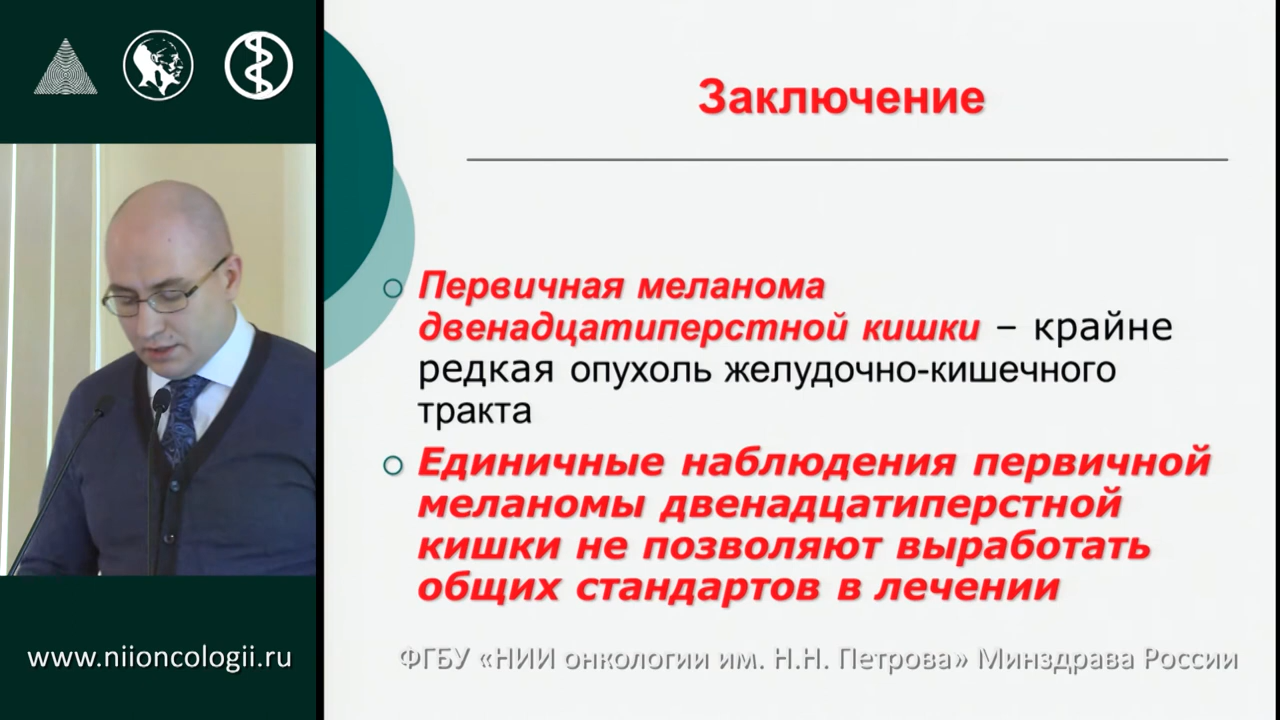 Заключение
Первичная меланома
двенадцатиперстной кишки – крайне
редкая опухоль желудочно-кишечного
тракта
Единичные наблюдения первичной
меланомы двенадцатиперстной
кишки не позволяют выработать
общих стандартов в лечении
www.niioncologii.ru
ФГБУ «НИИ онкологии им. Н.Н. Петрова» Минздрава России